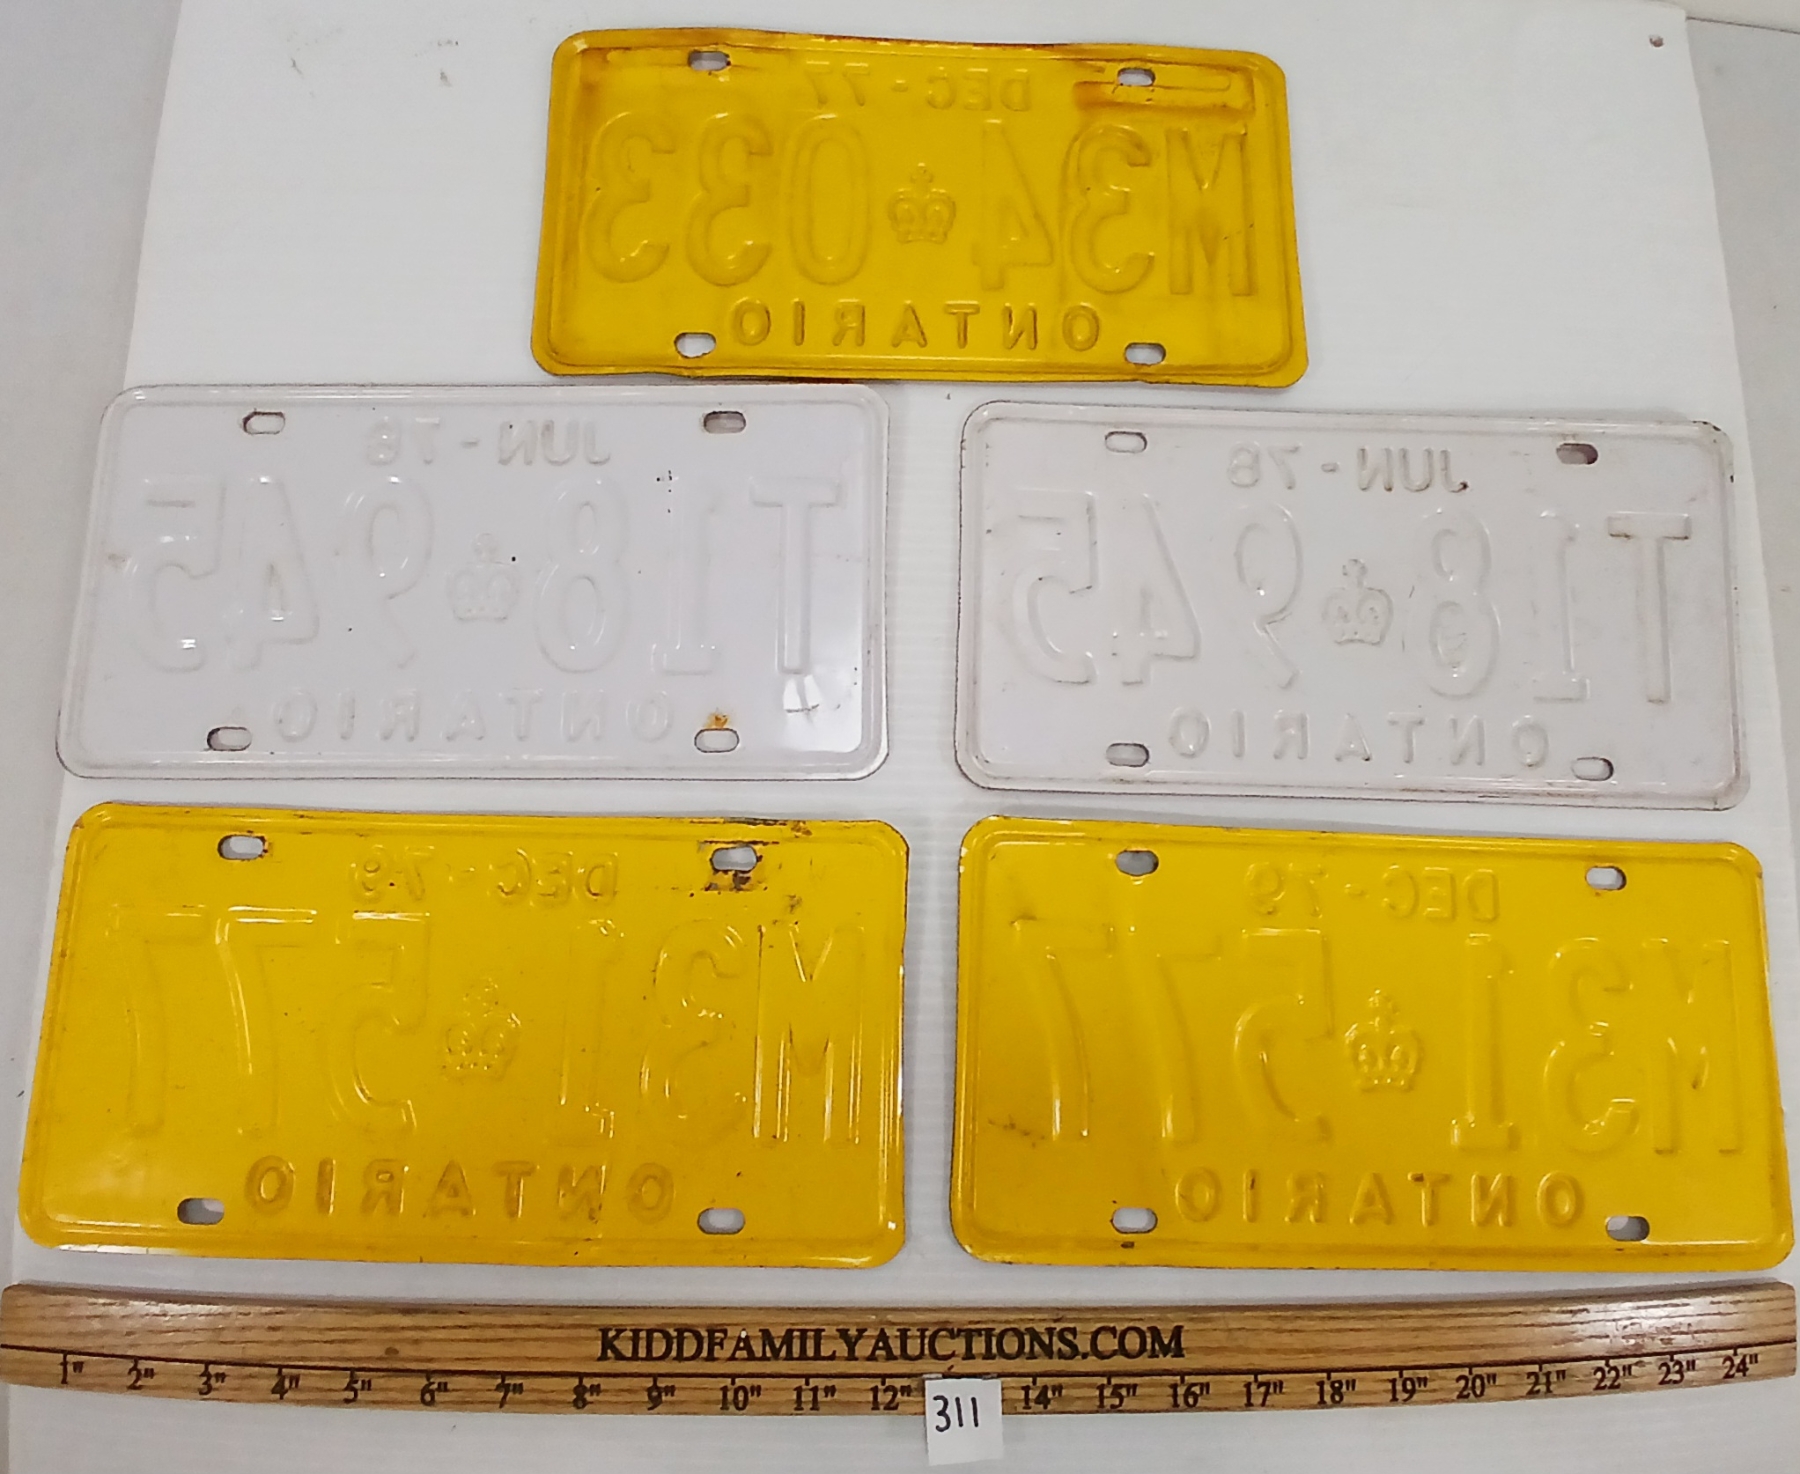 DEC - 77
M34 033
ONTARIO
JUN - 78
T18 945
ONTARIO
JUN - 78
T18 945
ONTARIO
DEC - 79
M31 577
ONTARIO
DEC - 79
M31 577
ONTARIO
KIDDFAMILYAUCTIONS.COM
1" 2" 3" 4" 5" 6" 7" 8" 9" 10" 11" 12" 14" 15" 16" 17" 18" 19" 20" 21" 22" 23" 24"
311